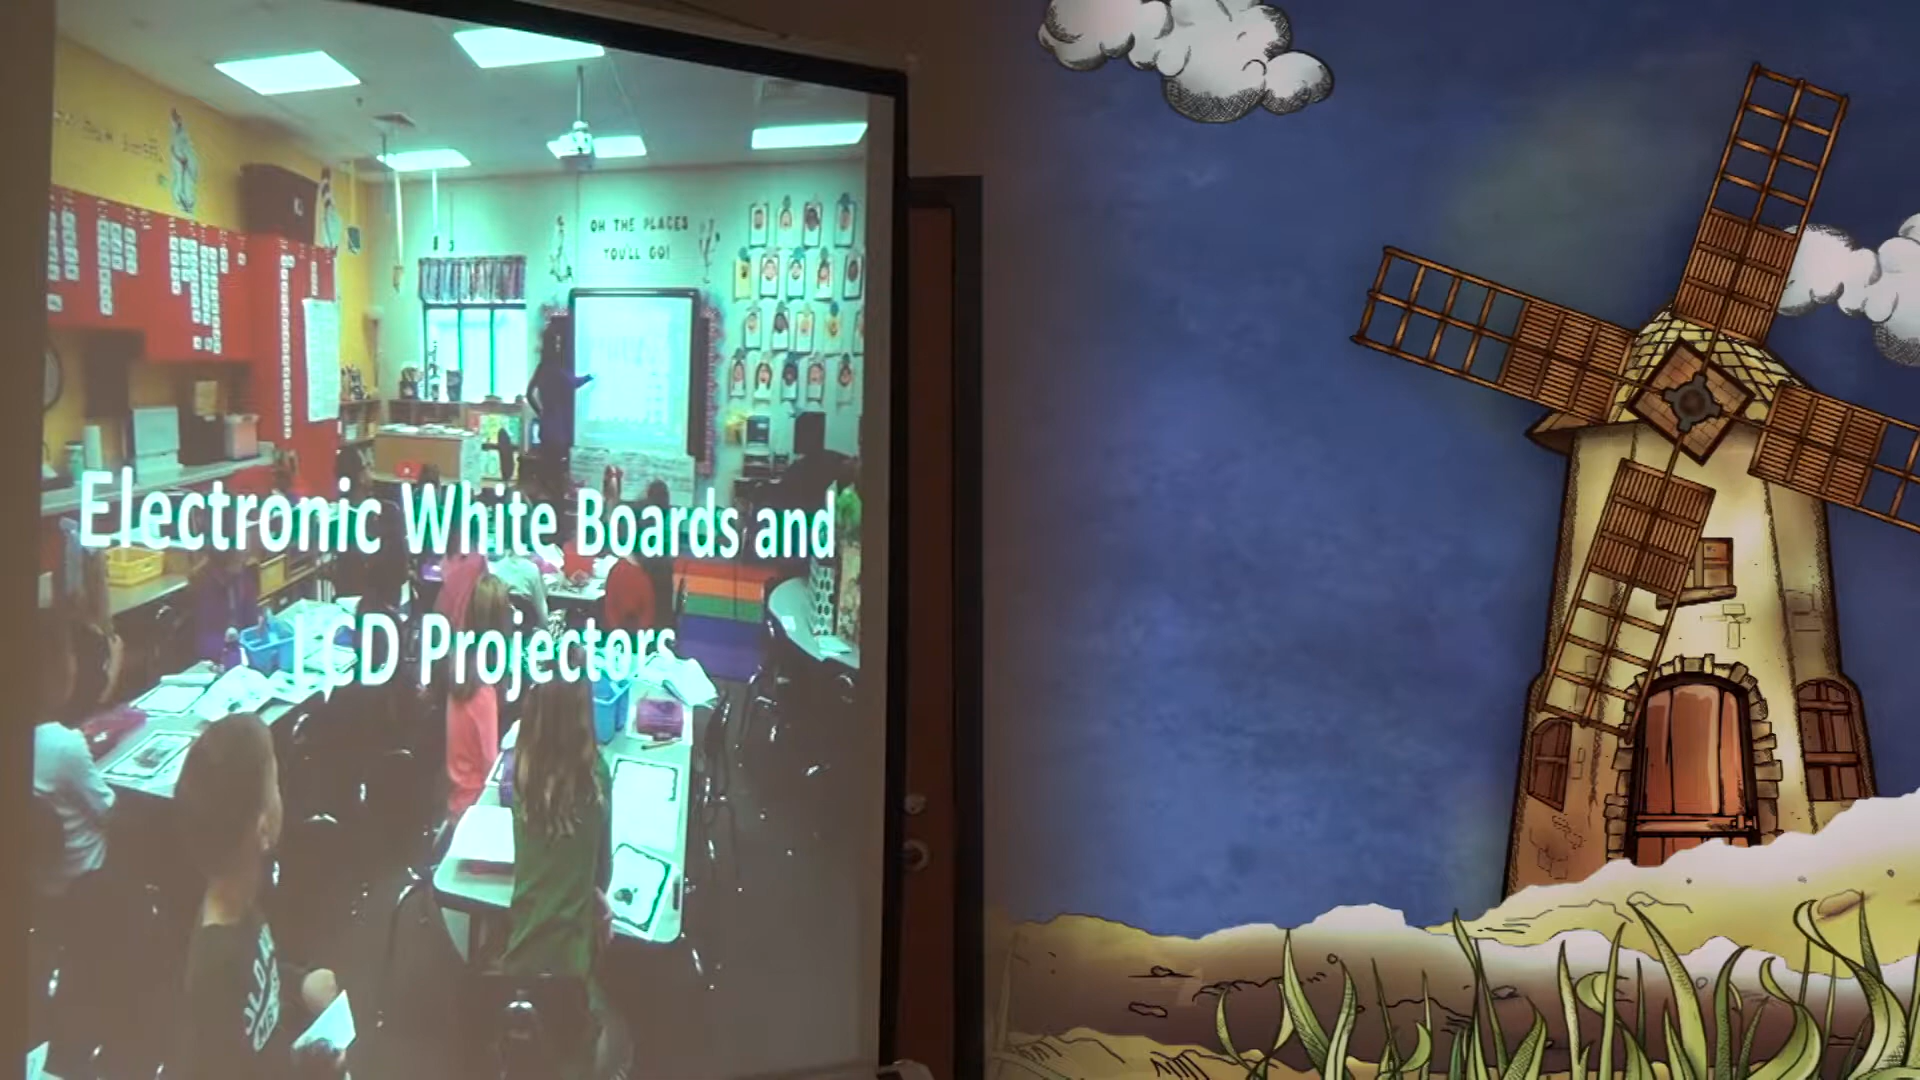 OH THE PLACES
YOU'LL GO!
Electronic White Boards and
LCD Projectors